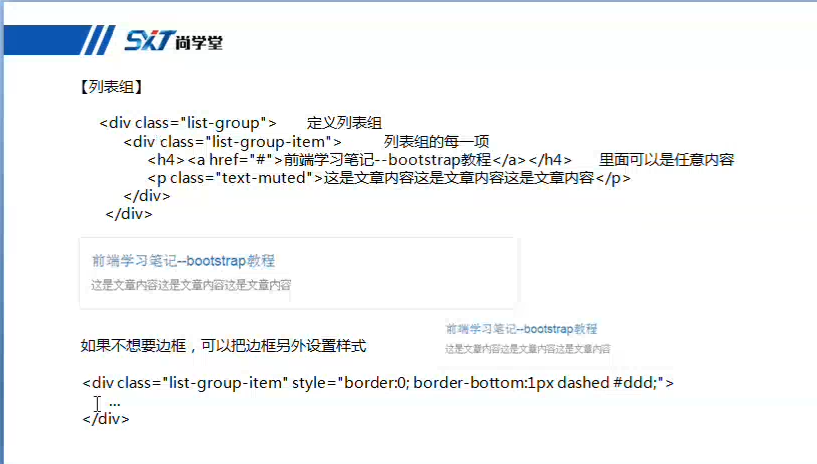 SXT尚学堂
【列表组】
<div class="list-group"> 定义列表组
<div class="list-group-item"> 列表组的每一项
<h4><a href="#">前端学习笔记--bootstrap教程</a></h4> 里面可以是任意内容
<p class="text-muted">这是文章内容这是文章内容这是文章内容</p>
</div>
</div>
前端学习笔记--bootstrap教程
这是文章内容这是文章内容这是文章内容
前端学习笔记--bootstrap教程
这是文章内容这是文章内容这是文章内容
如果不想要边框，可以把边框另外设置样式
<div class="list-group-item" style="border:0; border-bottom:1px dashed #ddd;">
...
</div>